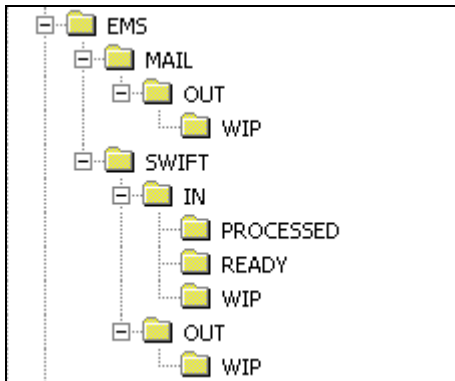 EMS
MAIL
OUT
WIP
SWIFT
IN
PROCESSED
READY
WIP
OUT
WIP